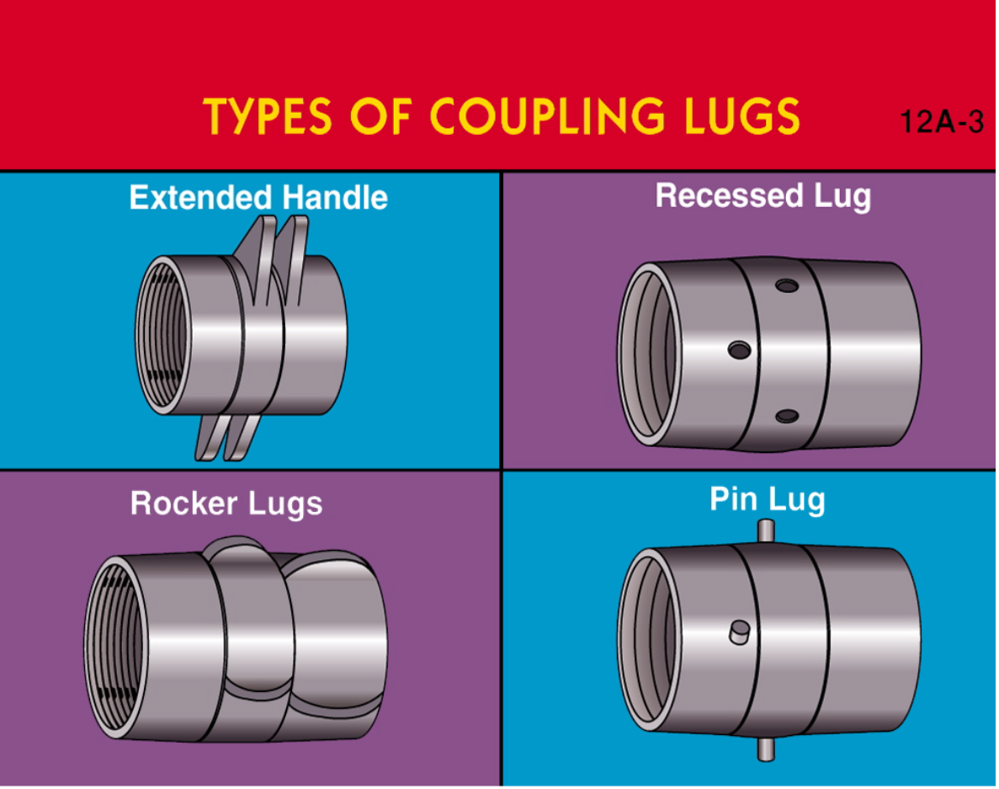 TYPES OF COUPLING LUGS
12A-3
Extended Handle
Recessed Lug
Rocker Lugs
Pin Lug